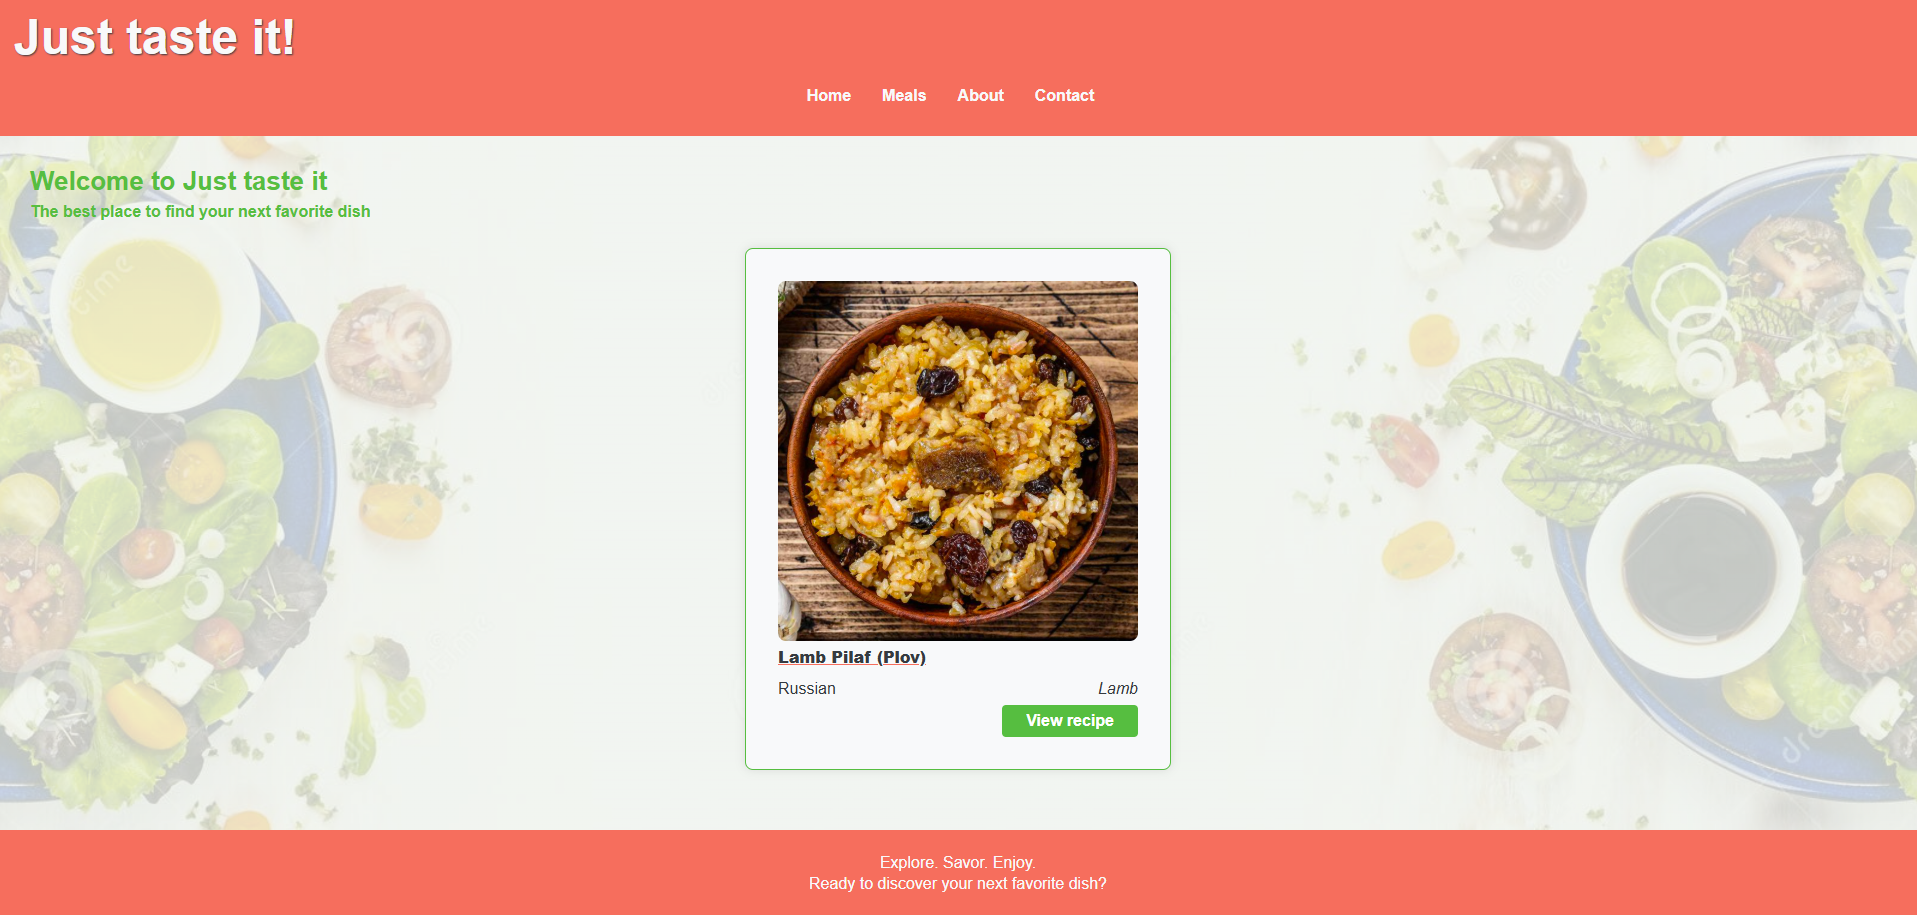 Just taste it!
Home Meals About Contact
Welcome to Just taste it
The best place to find your next favorite dish
Lamb Pilaf (Plov)
Russian Lamb
View recipe
Explore. Savor. Enjoy.
Ready to discover your next favorite dish?